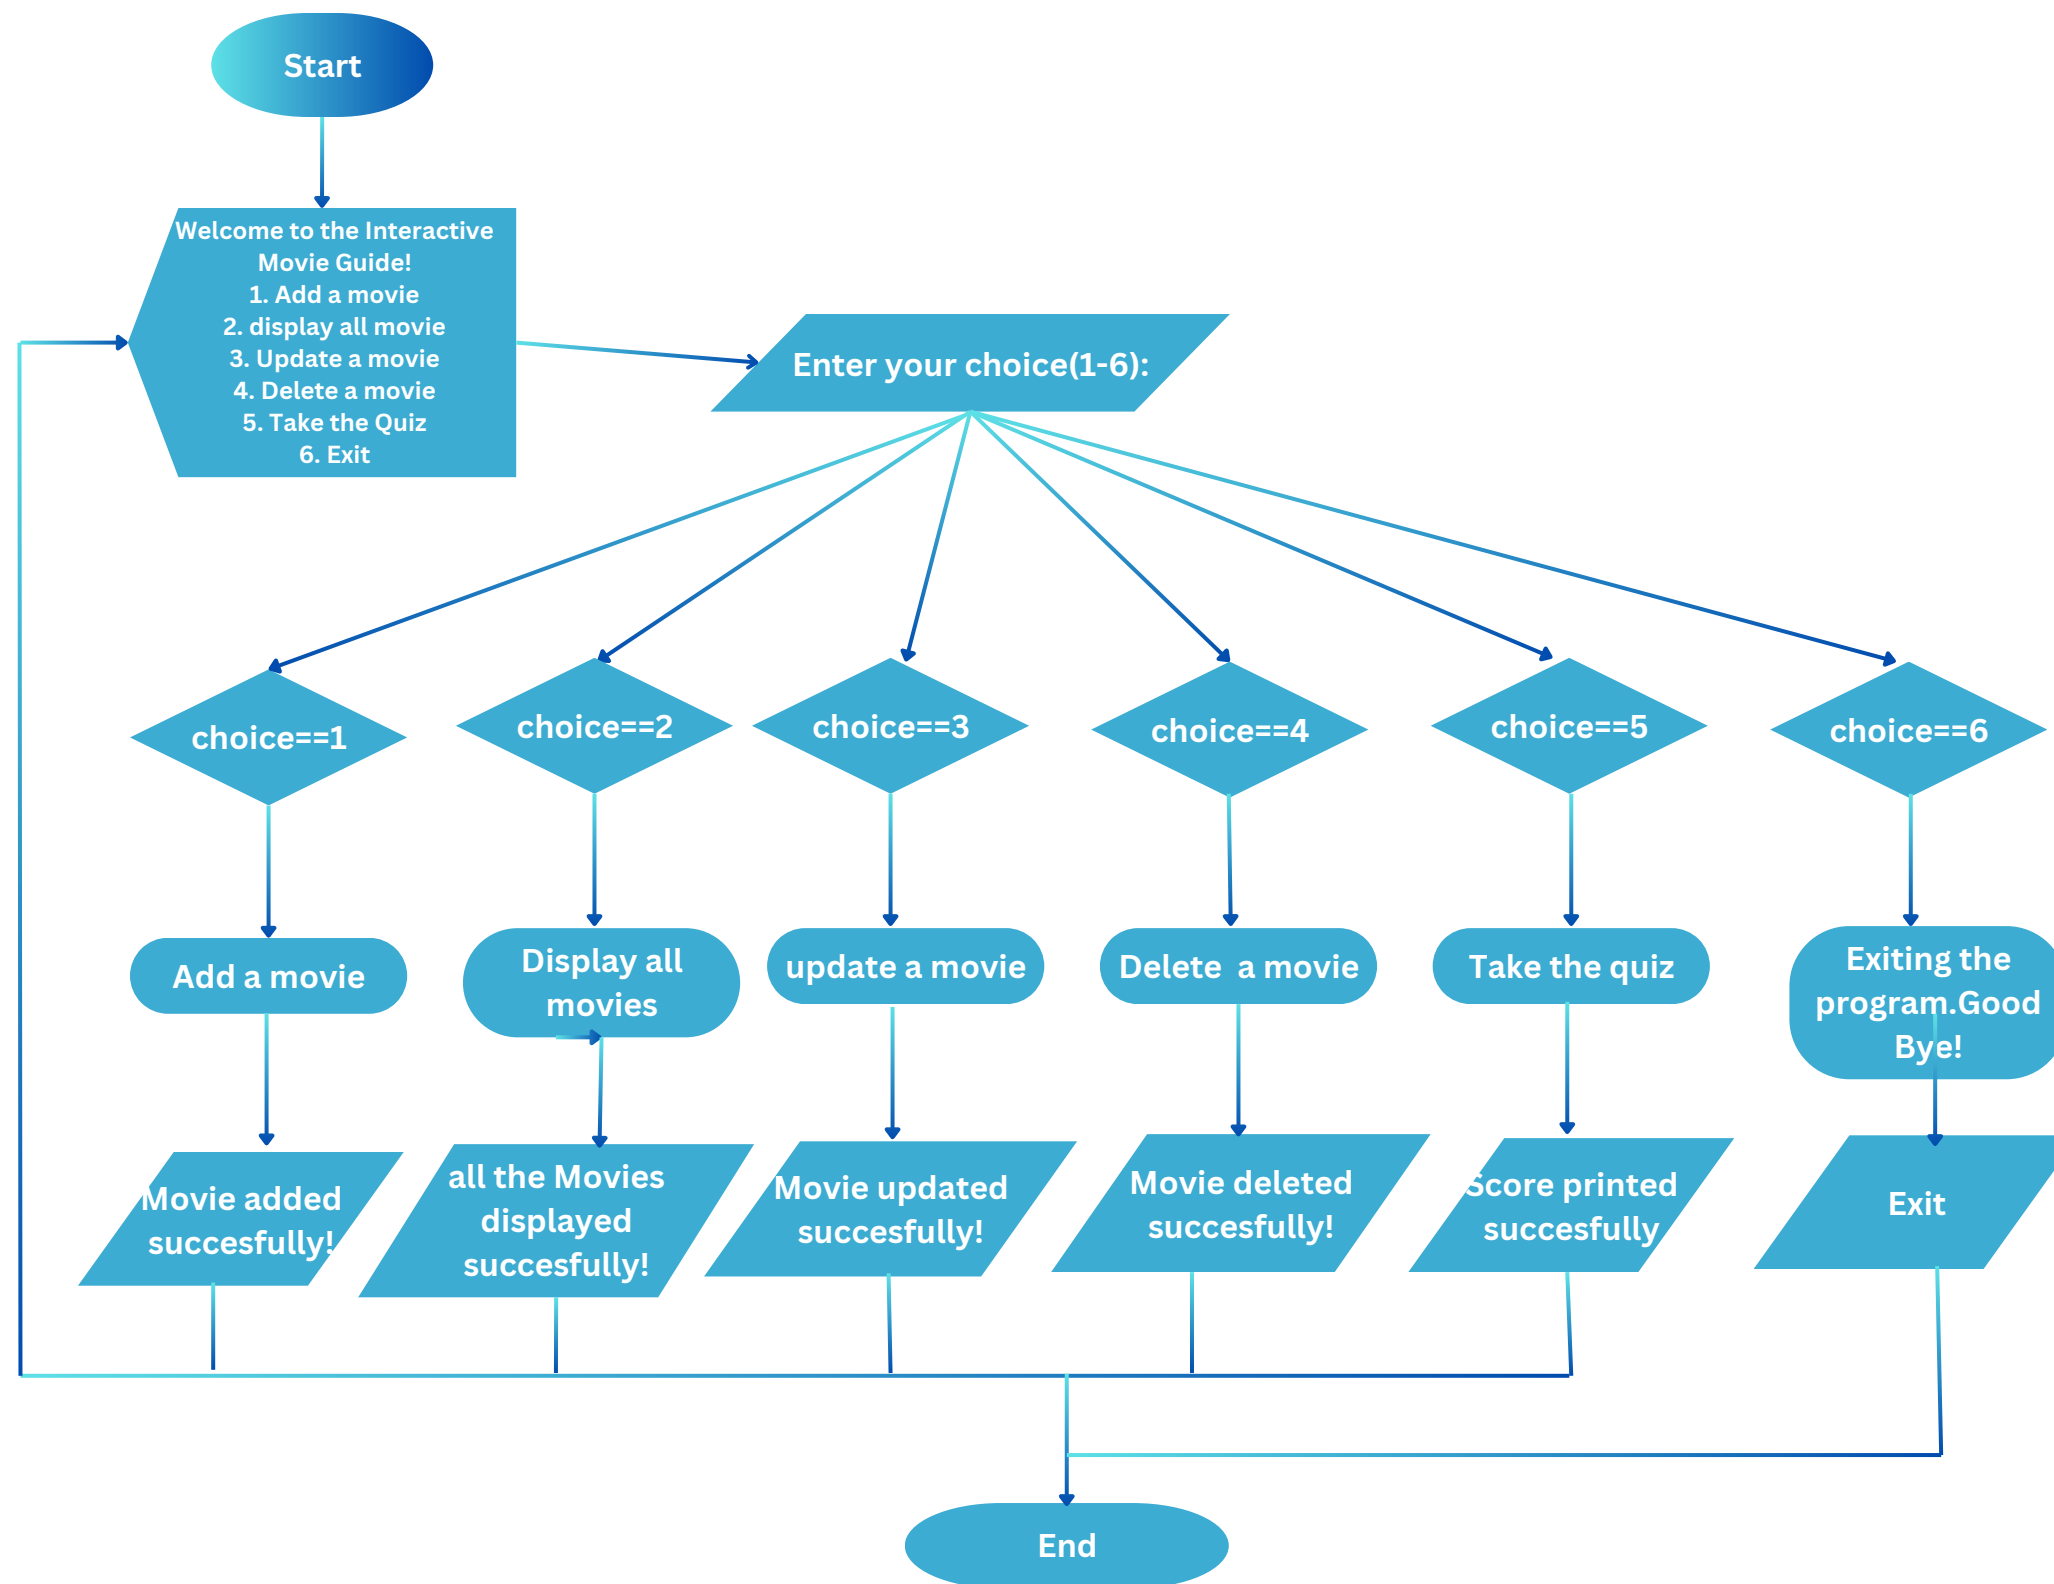 Start
Welcome to the Interactive
Movie Guide!
1. Add a movie
2. display all movie
3. Update a movie
4. Delete a movie
5. Take the Quiz
6. Exit
Enter your choice(1-6):
choice==1
choice==2
choice==3
choice==4
choice==5
choice==6
Add a movie
Display all
movies
update a movie
Delete a movie
Take the quiz
Exiting the
program.Good
Bye!
Movie added
succesfully!
all the Movies
displayed
succesfully!
Movie updated
succesfully!
Movie deleted
succesfully!
Score printed
succesfully
Exit
End